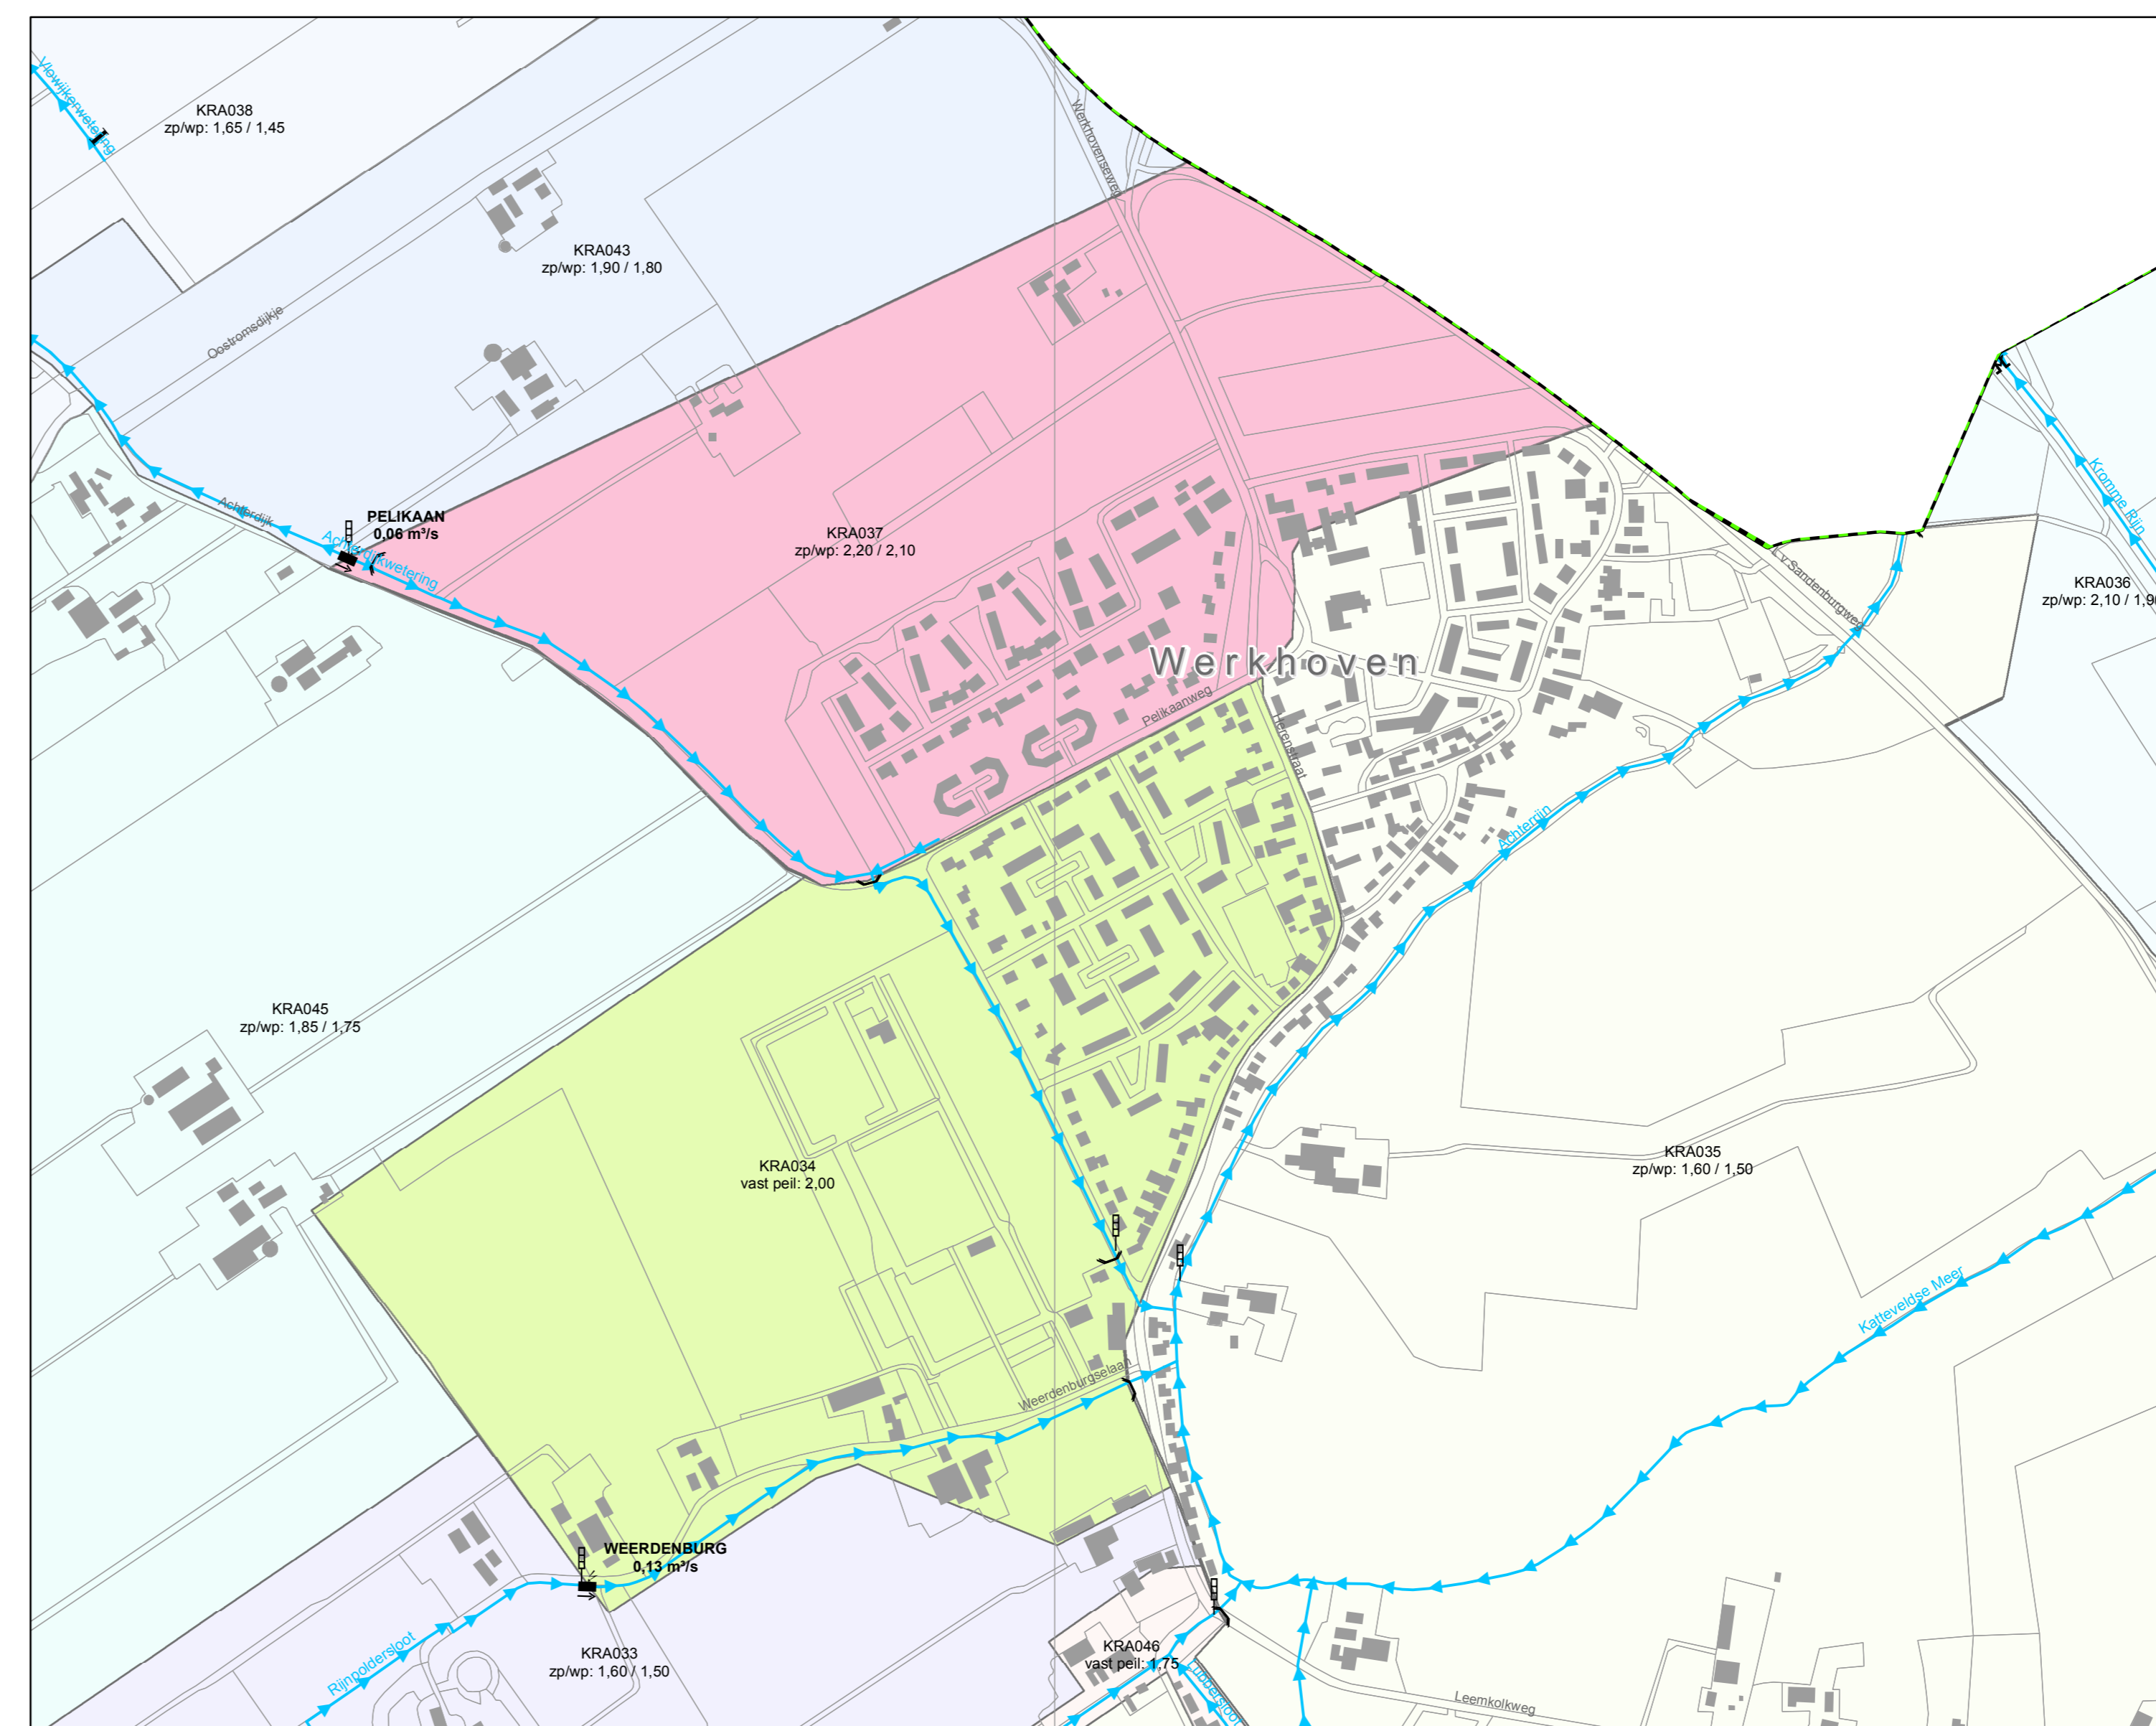 Vlowijkerwetering
KRA038
zp/wp: 1,65 / 1,45
Werkhovenseweg
KRA043
zp/wp: 1,90 / 1,80
Oostromsdijkje
Achterdijk
PELIKAAN
0,06 m³/s
Achterdijkwetering
KRA037
zp/wp: 2,20 / 2,10
Kromme Rijn
KRA036
zp/wp: 2,10 / 1,9
v.Sandenburgweg
Werkhoven
Pelikaanweg
Herenstraat
Achterrijn
KRA045
zp/wp: 1,85 / 1,75
KRA034
vast peil: 2,00
KRA035
zp/wp: 1,60 / 1,50
Katteveldse Meer
Weerdenburgselaan
WEERDENBURG
0,13 m³/s
Rijnpoldersloot
KRA033
zp/wp: 1,60 / 1,50
KRA046
vast peil: 1,75
Lubbersloot
Leemkolkweg